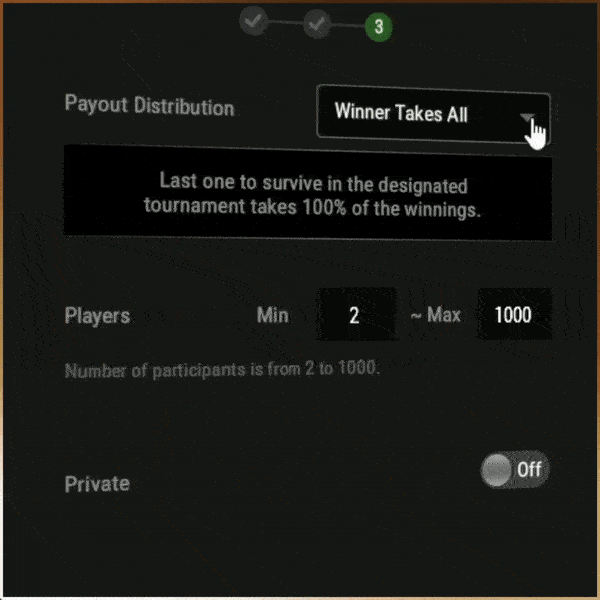 3
Payout Distribution
Winner Takes All
Last one to survive in the designated
tournament takes 100% of the winnings.
Players Min 2 ~ Max 1000
Number of participants is from 2 to 1000.
Private Off